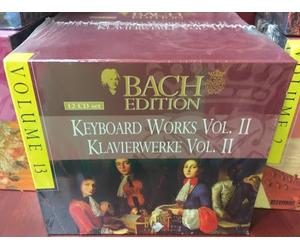 BACH
EDITION
12 CD set
KEYBOARD WORKS VOL. II
KLAVIERWERKE VOL. II
VOLUME 13